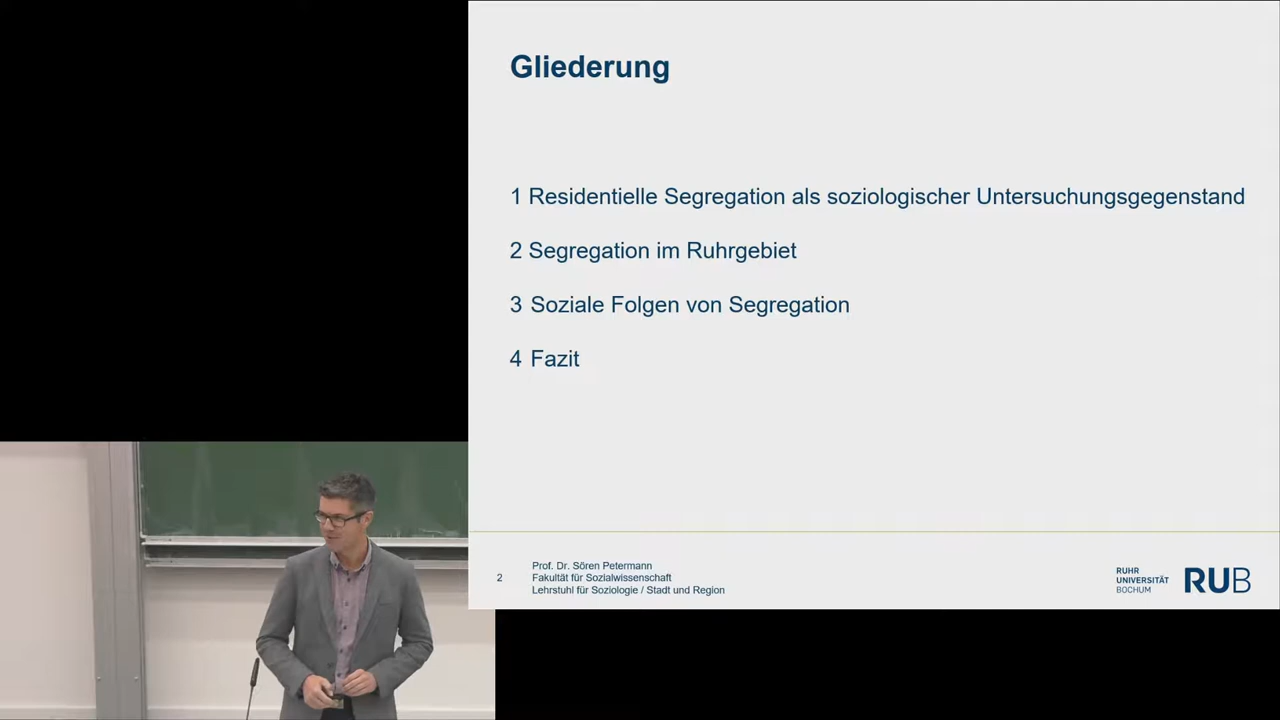 Gliederung
1 Residentielle Segregation als soziologischer Untersuchungsgegenstand
2 Segregation im Ruhrgebiet
3 Soziale Folgen von Segregation
4 Fazit
2
Prof. Dr. Sören Petermann
Fakultät für Sozialwissenschaft
Lehrstuhl für Soziologie / Stadt und Region
RUHR
UNIVERSITÄT
BOCHUM
RUB